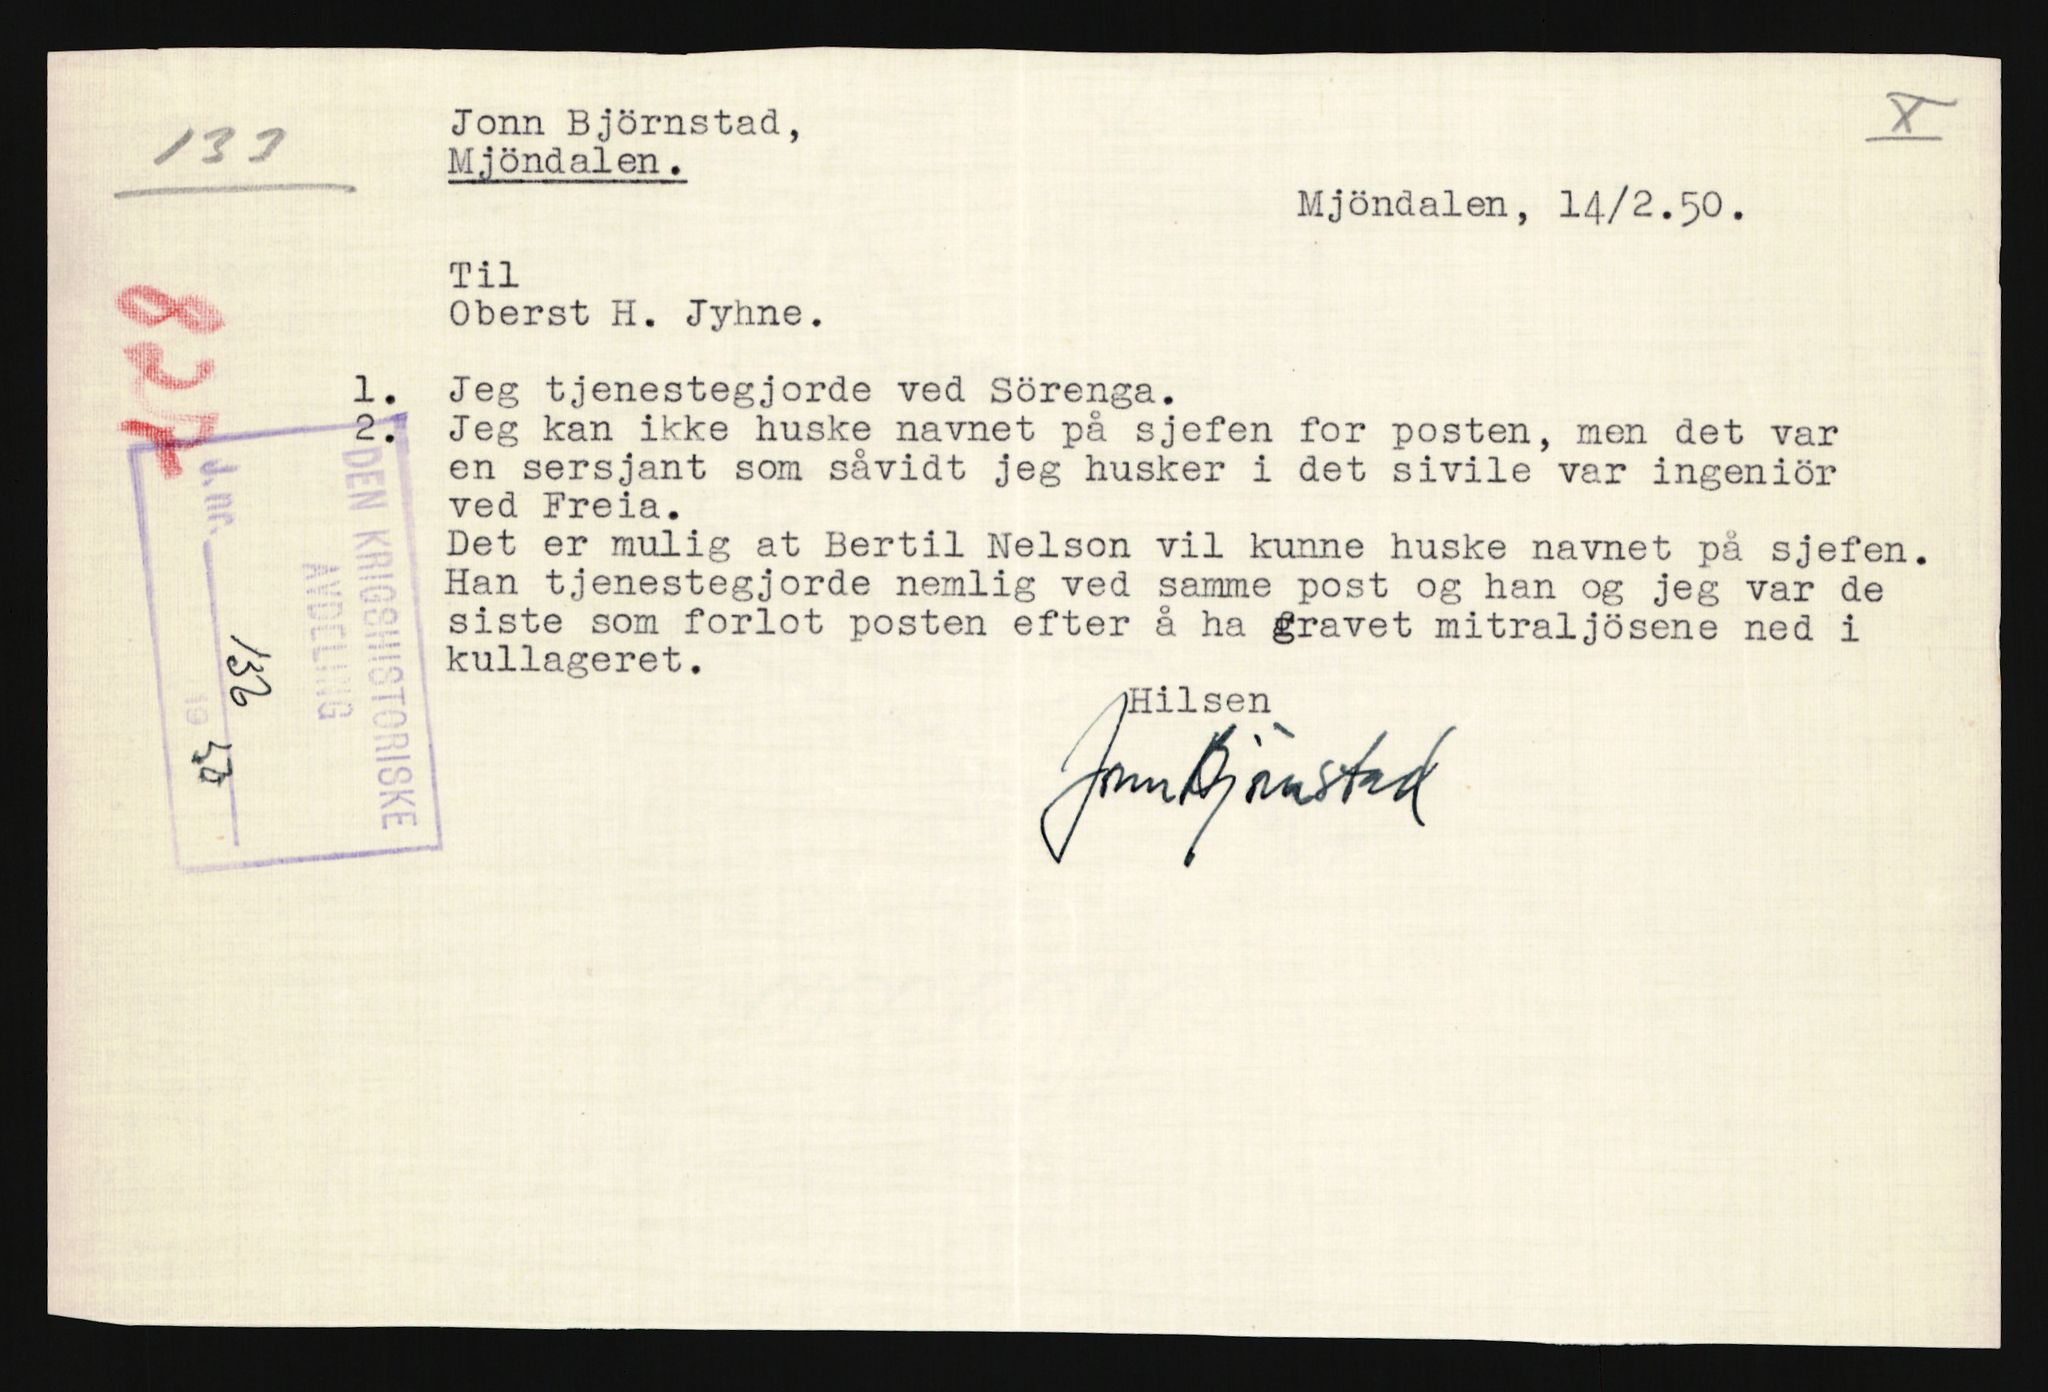 133
X
Jonn Björnstad,
Mjöndalen.
Mjöndalen, 14/2.50.
Til
Oberst H. Jyhne.
1. Jeg tjenestegjorde ved Sörenga.
2. Jeg kan ikke huske navnet på sjefen for posten, men det var
en sersjant som såvidt jeg husker i det sivile var ingeniör
ved Freia.
Det er mulig at Bertil Nelson vil kunne huske navnet på sjefen.
Han tjenestegjorde nemlig ved samme post og han og jeg var de
siste som forlot posten efter å ha gravet mitraljösene ned i
kullageret.
Hilsen
Jonn Björnstad
DEN KRIGSHISTORISKE
AVDELING
J. nr. 132
19 50